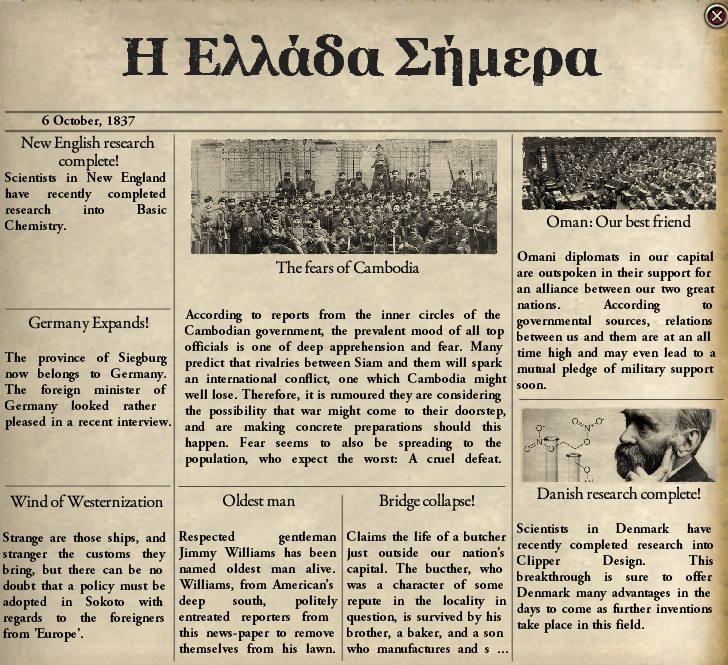 Η Ελλάδα Σήμερα
6 October, 1837
New English research
complete!
Scientists in New England
have recently completed
research into Basic
Chemistry.
Germany Expands!
The province of Siegburg
now belongs to Germany.
The foreign minister of
Germany looked rather
pleased in a recent interview.
Wind of Westernization
Strange are those ships, and
stranger the customs they
bring, but there can be no
doubt that a policy must be
adopted in Sokoto with
regards to the foreigners
from 'Europe'.
The fears of Cambodia
According to reports from the inner circles of the
Cambodian government, the prevalent mood of all top
officials is one of deep apprehension and fear. Many
predict that rivalries between Siam and them will spark
an international conflict, one which Cambodia might
well lose. Therefore, it is rumoured they are considering
the possibility that war might come to their doorstep,
and are making concrete preparations should this
happen. Fear seems to also be spreading to the
population, who expect the worst: A cruel defeat.
Oldest man
Respected gentleman
Jimmy Williams has been
named oldest man alive.
Williams, from American's
deep south, politely
entreated reporters from
this news-paper to remove
themselves from his lawn.
Bridge collapse!
Claims the life of a butcher
just outside our nation's
capital. The bucther, who
was a character of some
repute in the locality in
question, is survived by his
brother, a baker, and a son
who manufactures and s ...
Oman: Our best friend
Omani diplomats in our capital
are outspoken in their support for
an alliance between our two great
nations. According to
governmental sources, relations
between us and them are at an all
time high and may even lead to a
mutual pledge of military support
soon.
Danish research complete!
Scientists in Denmark have
recently completed research into
Clipper Design. This
breakthrough is sure to offer
Denmark many advantages in the
days to come as further inventions
take place in this field.